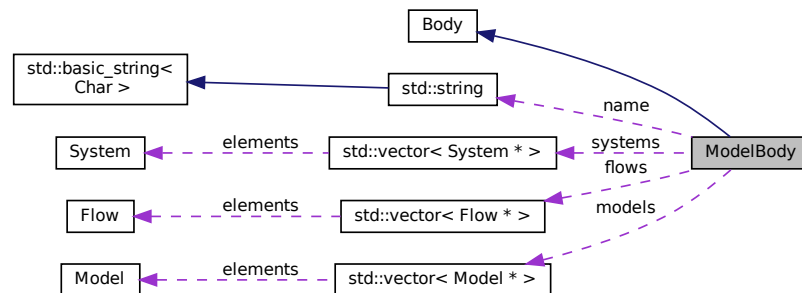 Body
std::basic_string<
Char >
std::string
name
System
elements
std::vector< System * >
systems
ModelBody
flows
Flow
elements
std::vector< Flow * >
models
Model
elements
std::vector< Model * >